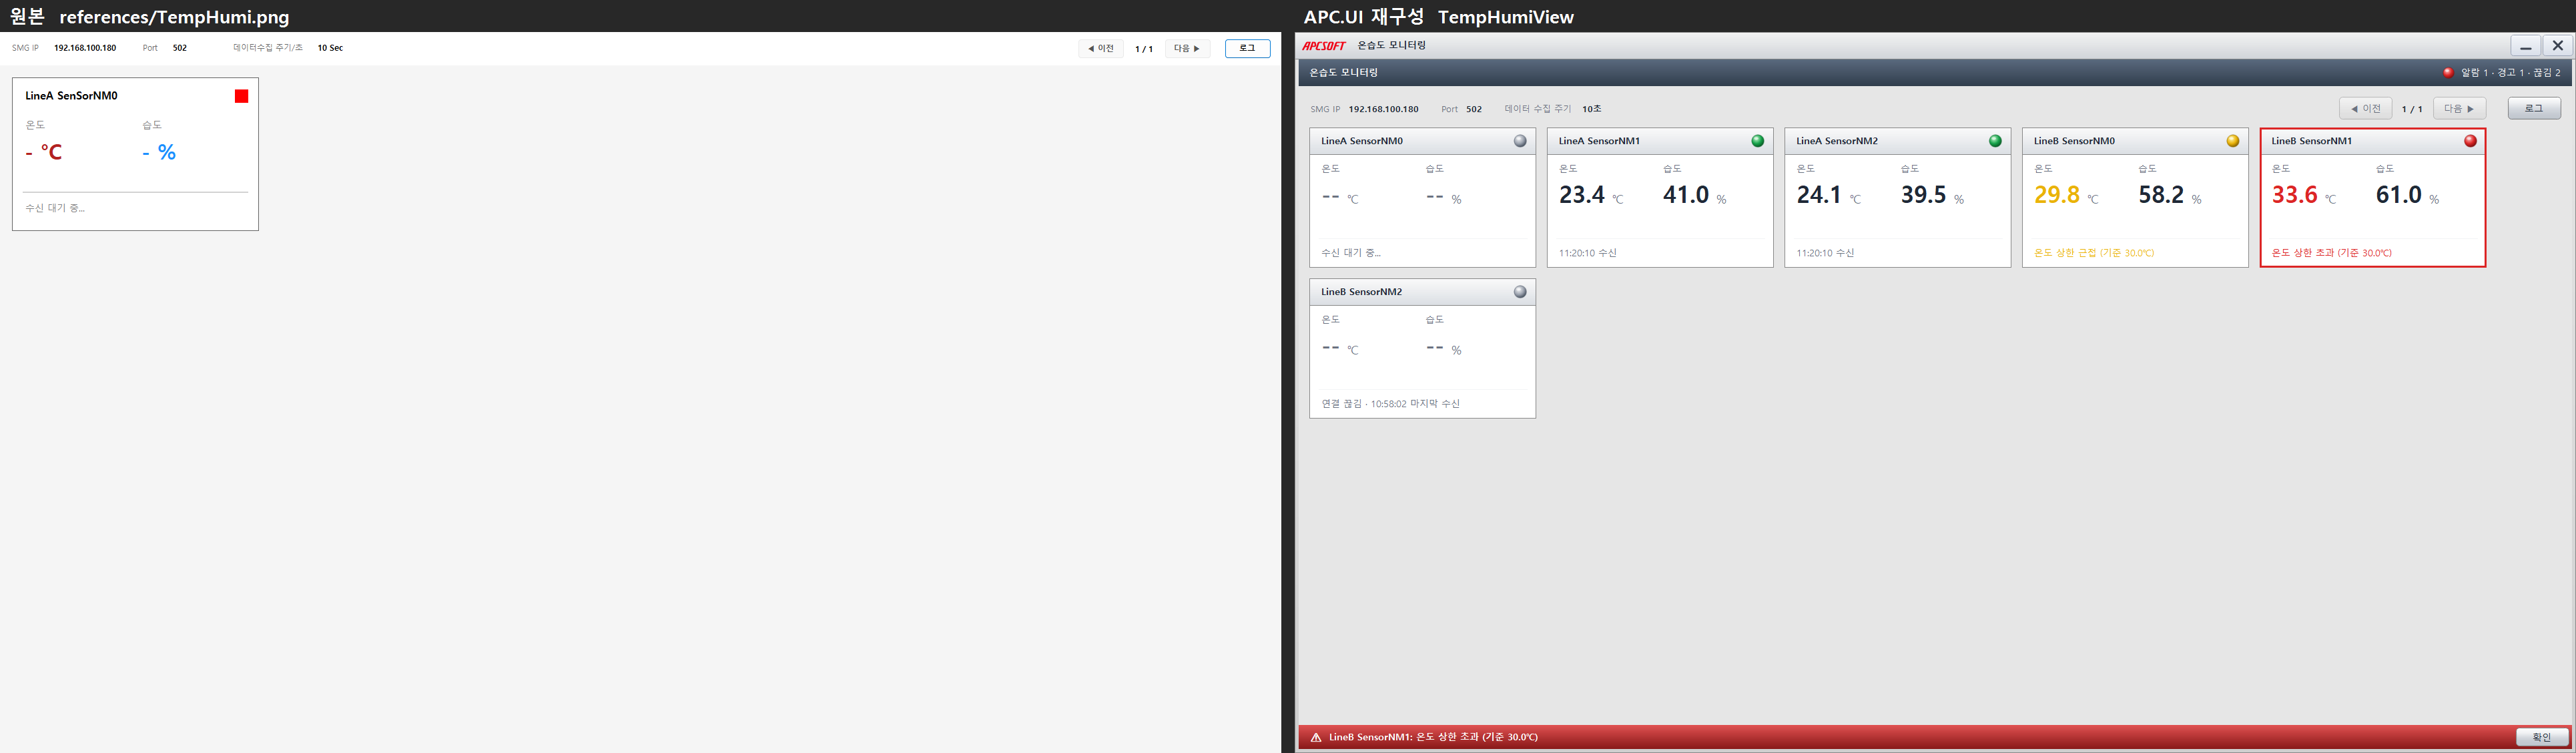 원본 references/TempHumi.png
SMG IP 192.168.100.180 Port 502 데이터수집 주기/초 10 Sec ◀ 이전 1 / 1 다음 ▶ 로그
LineA SenSorNM0
온도 습도
- ℃ - %
수신 대기 중...
APC.UI 재구성 TempHumiView
APCSOFT 온습도 모니터링
온습도 모니터링 알람 1 · 경고 1 · 끊김 2
SMG IP 192.168.100.180 Port 502 데이터 수집 주기 10초 ◀ 이전 1 / 1 다음 ▶ 로그
LineA SensorNM0
온도 습도
-- ℃ -- %
수신 대기 중...
LineA SensorNM1
온도 습도
23.4 ℃ 41.0 %
11:20:10 수신
LineA SensorNM2
온도 습도
24.1 ℃ 39.5 %
11:20:10 수신
LineB SensorNM0
온도 습도
29.8 ℃ 58.2 %
온도 상한 근접 (기준 30.0℃)
LineB SensorNM1
온도 습도
33.6 ℃ 61.0 %
온도 상한 초과 (기준 30.0℃)
LineB SensorNM2
온도 습도
-- ℃ -- %
연결 끊김 · 10:58:02 마지막 수신
LineB SensorNM1: 온도 상한 초과 (기준 30.0℃) 확인